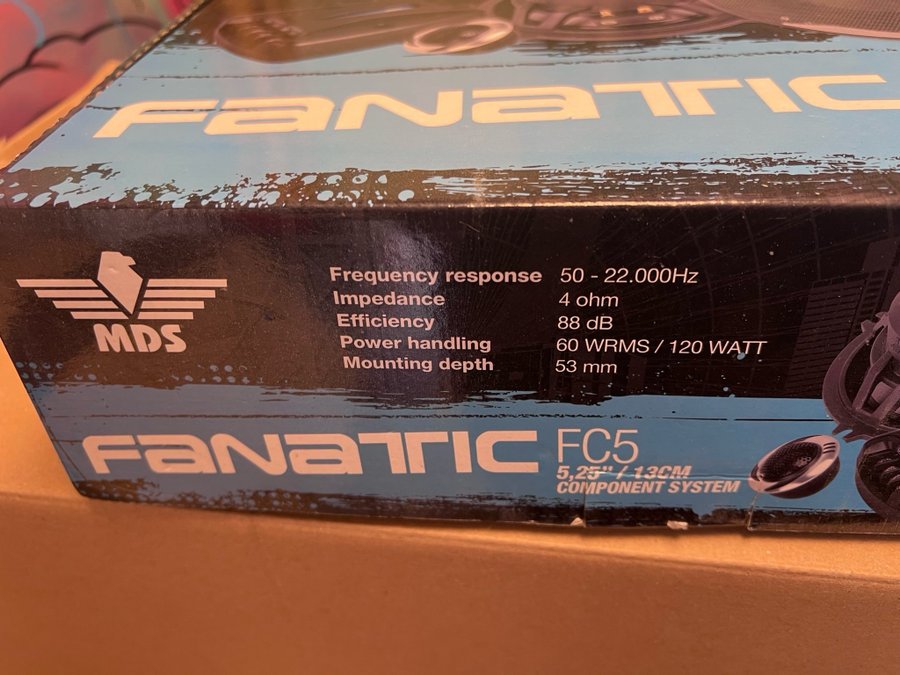 FANATIC
MDS
Frequency response 50 - 22.000Hz
Impedance 4 ohm
Efficiency 88 dB
Power handling 60 WRMS / 120 WATT
Mounting depth 53 mm
FANATIC FC5
5,25" / 13CM
COMPONENT SYSTEM